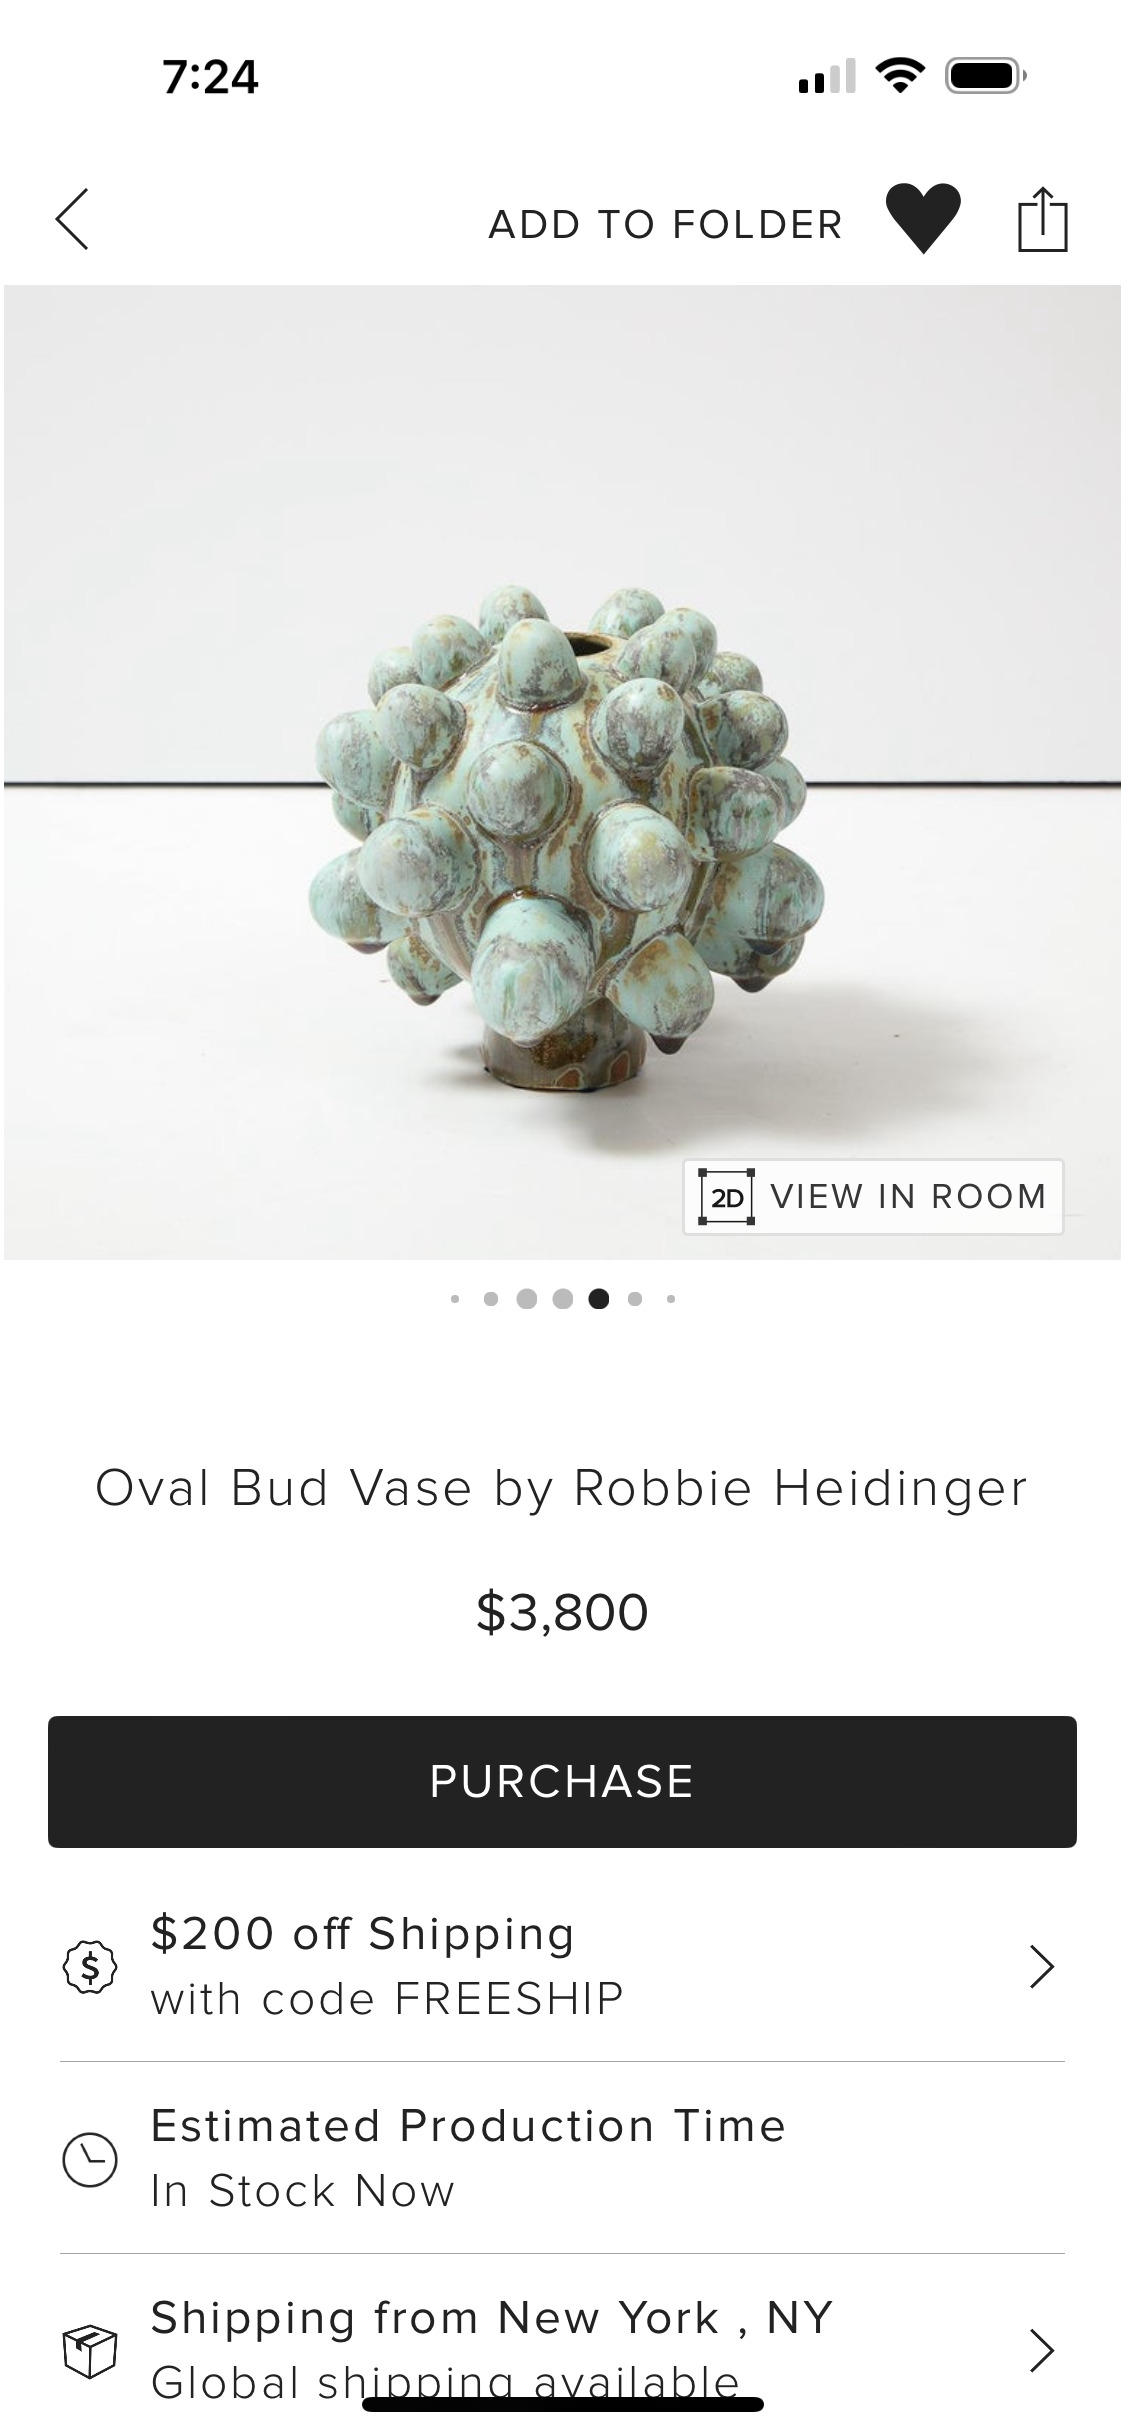 7:24
ADD TO FOLDER
2D VIEW IN ROOM
Oval Bud Vase by Robbie Heidinger
$3,800
PURCHASE
$200 off Shipping
with code FREESHIP
Estimated Production Time
In Stock Now
Shipping from New York , NY
Global shipping available